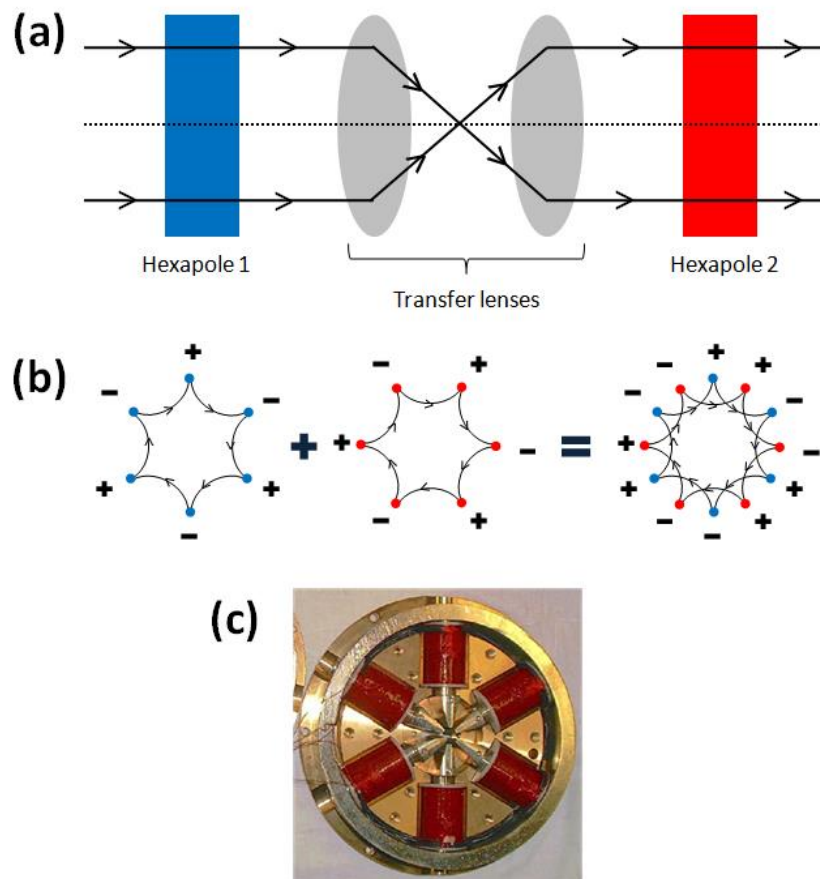 (a)
Hexapole 1
Hexapole 2
Transfer lenses
(b)
+ + +
- - - - -
+ + + = + -
+ + + +
- - - - +
-
(c)